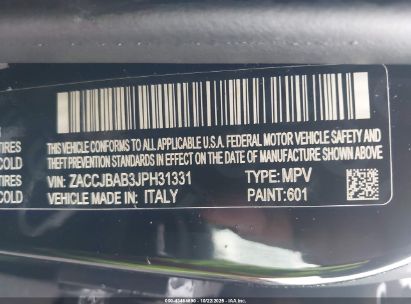 THIS VEHICLE CONFORMS TO ALL APPLICABLE U.S.A. FEDERAL MOTOR VEHICLE SAFETY AND
THEFT PREVENTION STANDARDS IN EFFECT ON THE DATE OF MANUFACTURE SHOWN ABOVE
VIN: ZACCJBAB3JPH31331 TYPE: MPV
MADE IN: ITALY PAINT: 601
TIRES
COLD
TIRES
COLD